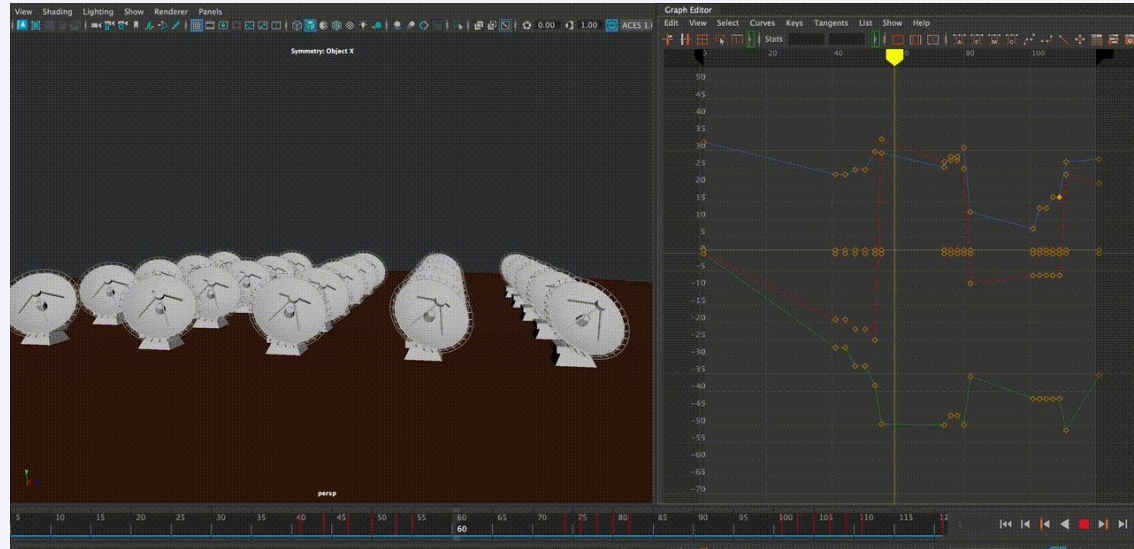 View Shading Lighting Show Renderer Panels
0.00 1.00 ACES 1.
Symmetry: Object X
persp
Y
Graph Editor
Edit View Select Curves Keys Tangents List Show Help
Stats
0 20 40 60 80 100
50
45
40
35
30
25
20
15
10
5
0
-5
-10
-15
-20
-25
-30
-35
-40
-45
-50
-55
-60
-65
-70
5 10 15 20 25 30 35 40 45 50 55 60 65 70 75 80 85 90 95 100 105 110 115 12
60
1